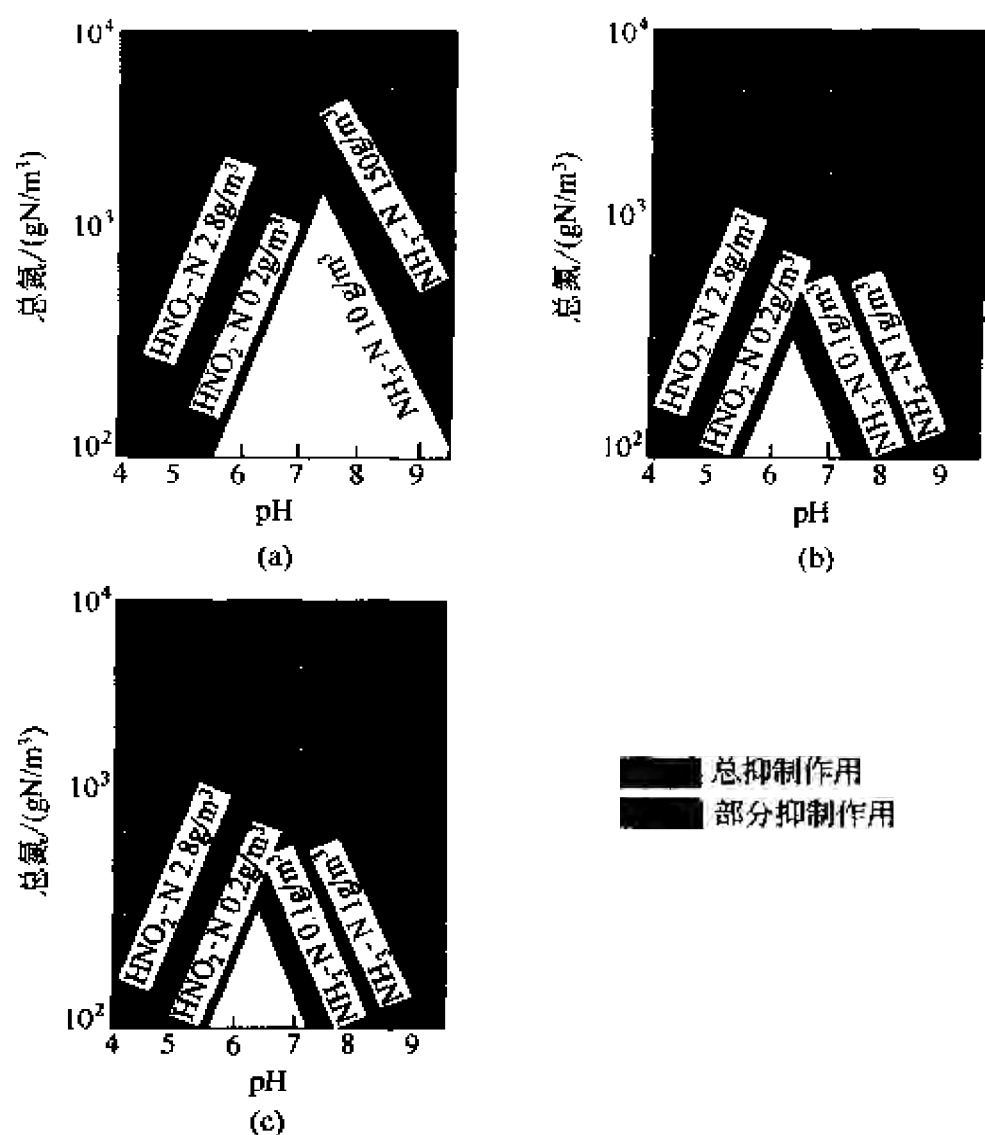 10⁴
10³
10²
总氮/(gN/m³)
HNO₂-N 2.8g/m³
HNO₂-N 0 2g/m³
NH₃-N 10 g/m³
NH₃-N 150g/m³
4 5 6 7 8 9
pH
(a)
10⁴
10³
10²
总氮/(gN/m³)
HNO₂-N 2.8g/m³
HNO₂-N 0.2g/m³
NH₃-N 0.1g/m³
NH₃-N 1g/m³
4 5 6 7 8 9
pH
(b)
10⁴
10³
10²
总氮/(gN/m³)
HNO₂-N 2.8g/m³
HNO₂-N 0.2g/m³
NH₃-N 0.1g/m³
NH₃-N 1g/m³
4 5 6 7 8 9
pH
(c)
总抑制作用
部分抑制作用